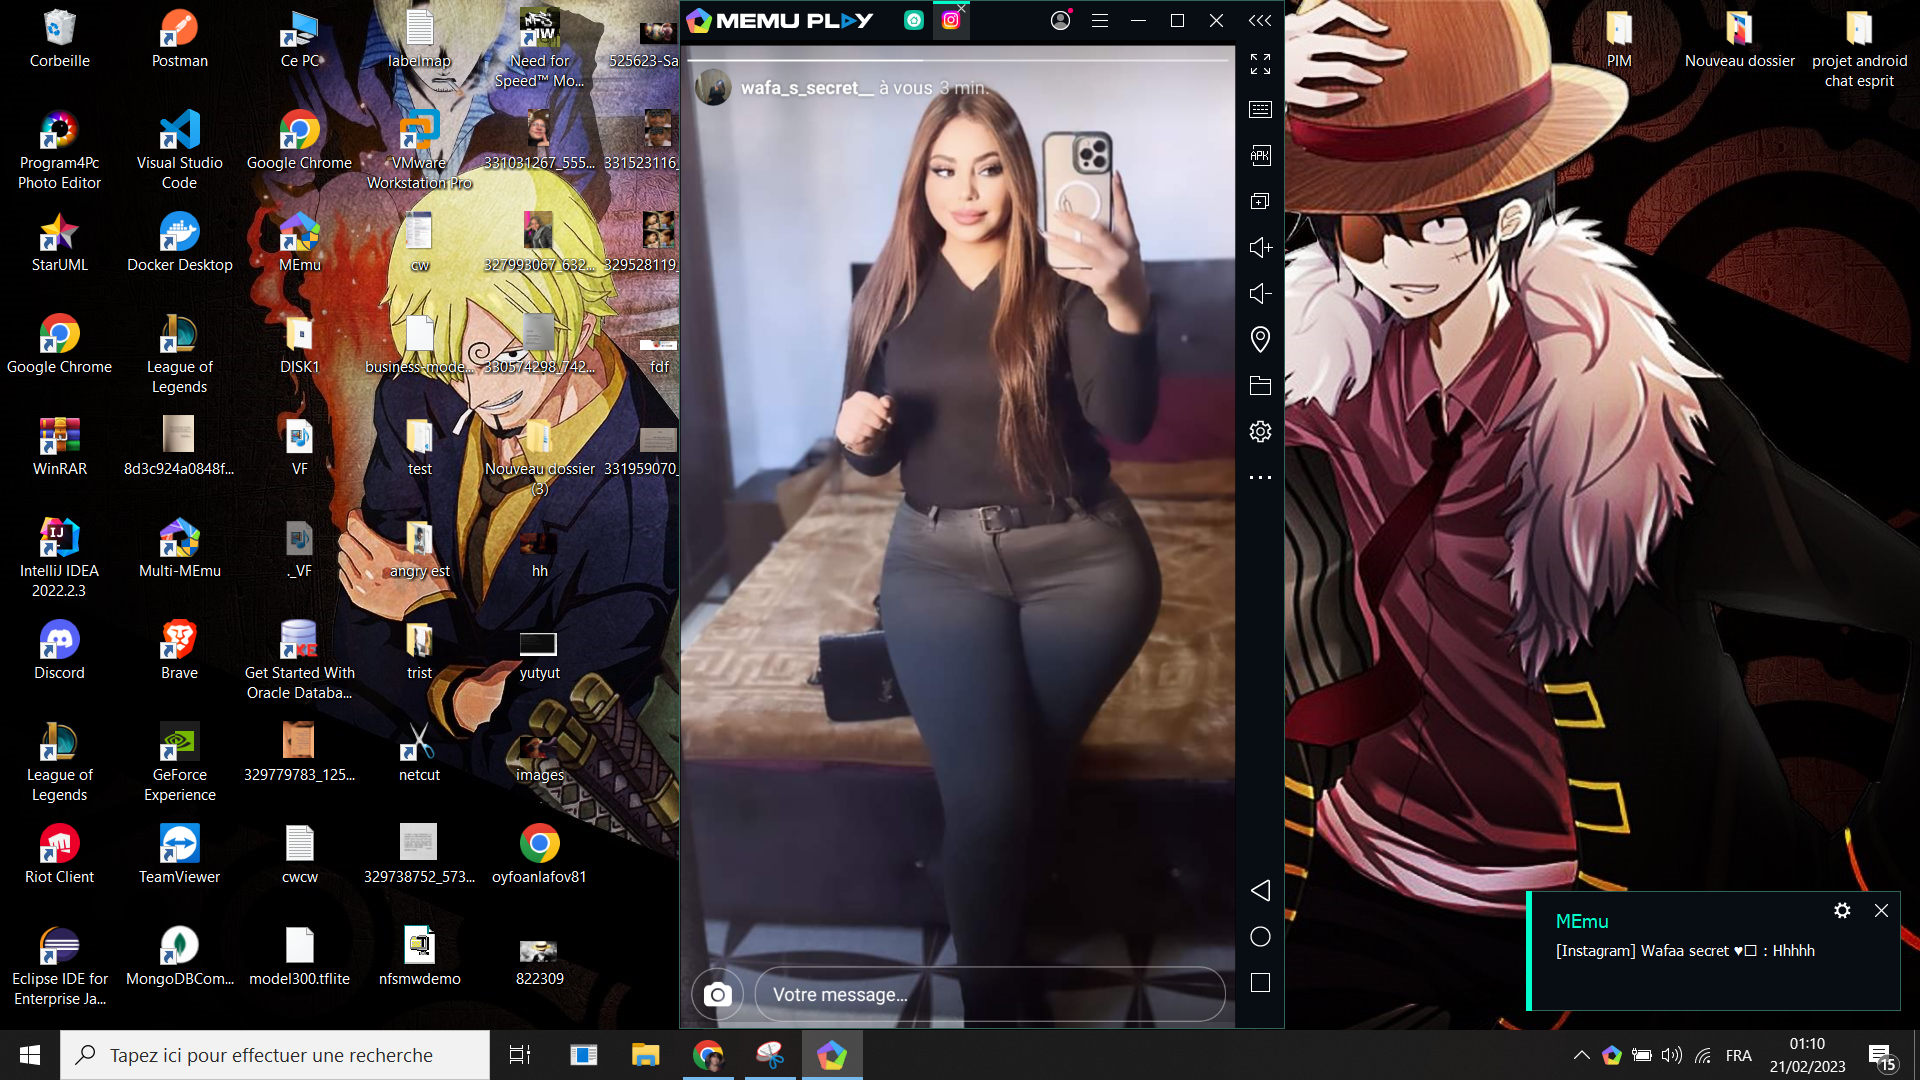 Corbeille
Postman
Ce PC
labelmap
Need for
Speed™ Mo...
525623-Sa
Program4Pc
Photo Editor
Visual Studio
Code
Google Chrome
VMware
Workstation Pro
331031267_555...
331523116_
StarUML
Docker Desktop
MEmu
cw
327993067_632...
329528119_
Google Chrome
League of
Legends
DISK1
business-mode...
330574298_742...
fdf
WinRAR
8d3c924a0848f...
VF
test
Nouveau dossier
(3)
331959070_
IntelliJ IDEA
2022.2.3
Multi-MEmu
._VF
angry est
hh
Discord
Brave
Get Started With
Oracle Databa...
trist
yutyut
League of
Legends
GeForce
Experience
329779783_125...
netcut
images
Riot Client
TeamViewer
cwcw
329738752_573...
oyfoanlafov81
Eclipse IDE for
Enterprise Ja...
MongoDBCom...
model300.tflite
nfsmwdemo
822309
MEMU PLAY
wafa_s_secret__ à vous 3 min.
Votre message...
APK
PIM
Nouveau dossier
projet android
chat esprit
MEmu
[Instagram] Wafaa secret ♥□ : Hhhhh
Tapez ici pour effectuer une recherche
FRA
01:10
21/02/2023
15